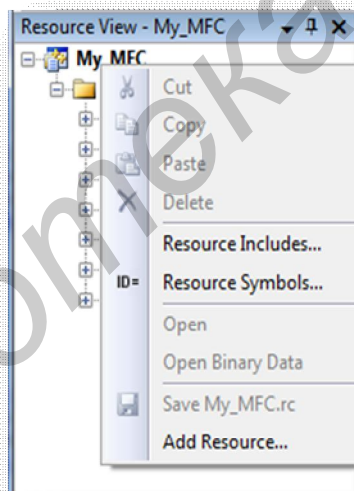 Resource View - My_MFC
My_MFC
Cut
Copy
Paste
Delete
Resource Includes...
ID= Resource Symbols...
Open
Open Binary Data
Save My_MFC.rc
Add Resource...